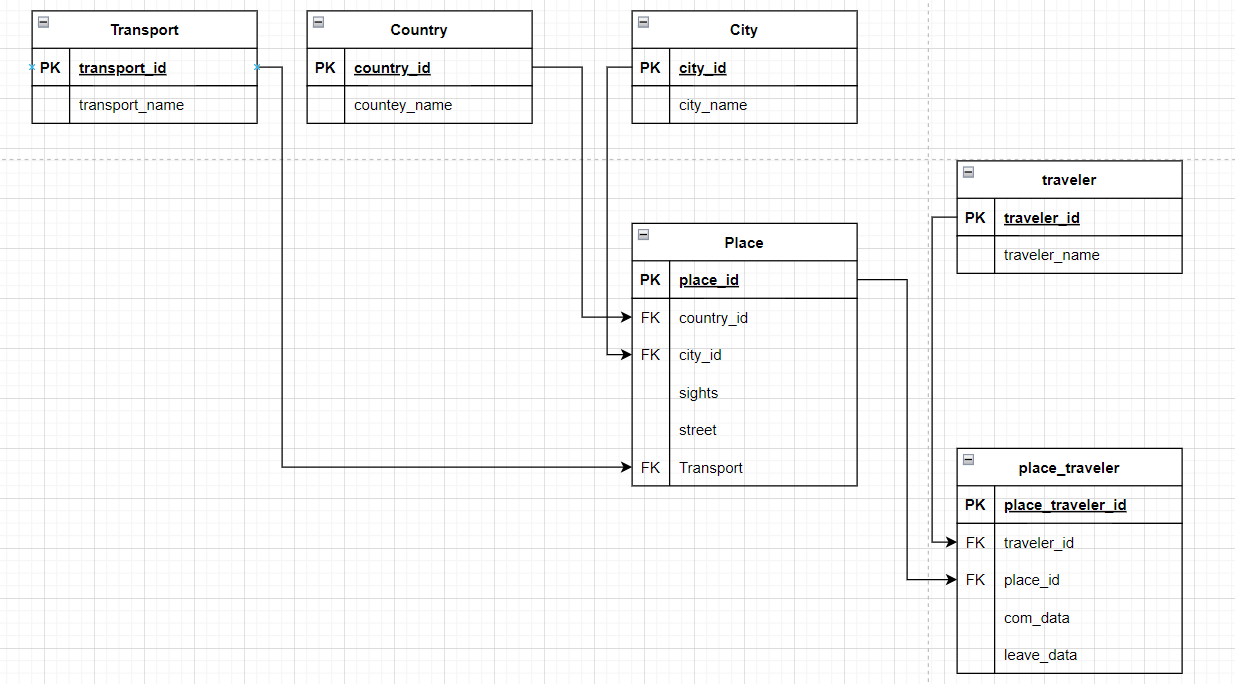 Transport
PK transport_id
transport_name
Country
PK country_id
countey_name
City
PK city_id
city_name
traveler
PK traveler_id
traveler_name
Place
PK place_id
FK country_id
FK city_id
sights
street
FK Transport
place_traveler
PK place_traveler_id
FK traveler_id
FK place_id
com_data
leave_data